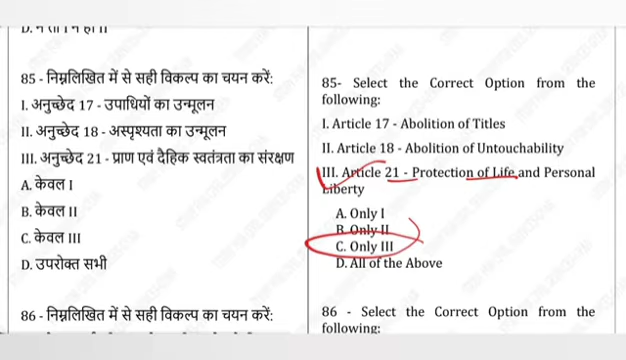 85 - निम्नलिखित में से सही विकल्प का चयन करें:
I. अनुच्छेद 17 - उपाधियों का उन्मूलन
II. अनुच्छेद 18 - अस्पृश्यता का उन्मूलन
III. अनुच्छेद 21 - प्राण एवं दैहिक स्वतंत्रता का संरक्षण
A. केवल I
B. केवल II
C. केवल III
D. उपरोक्त सभी
86 - निम्नलिखित में से सही विकल्प का चयन करें:
85- Select the Correct Option from the
following:
I. Article 17 - Abolition of Titles
II. Article 18 - Abolition of Untouchability
III. Article 21 - Protection of Life and Personal
Liberty
A. Only I
B. Only II
C. Only III
D. All of the Above
86 - Select the Correct Option from the
following: